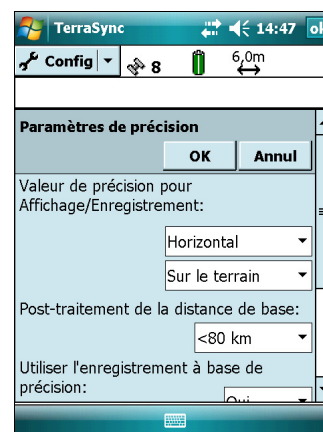 TerraSync 14:47 ok
Config 8 6,0m
Paramètres de précision
OK Annul
Valeur de précision pour
Affichage/Enregistrement:
Horizontal
Sur le terrain
Post-traitement de la distance de base:
<80 km
Utiliser l'enregistrement à base de
précision:
Oui